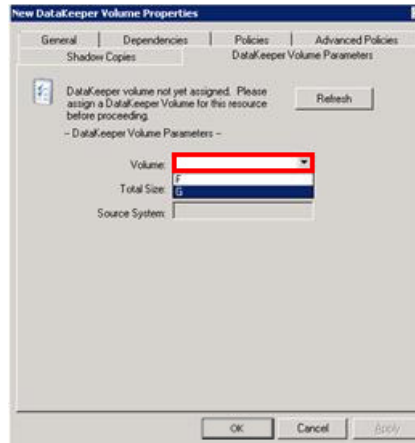 New DataKeeper Volume Properties
General
Dependencies
Policies
Advanced Policies
Shadow Copies
DataKeeper Volume Parameters
DataKeeper volume not yet assigned. Please
assign a DataKeeper Volume for this resource
before proceeding.
Refresh
-- DataKeeper Volume Parameters --
Volume:
F
Total Size:
G
Source System:
OK
Cancel
Apply